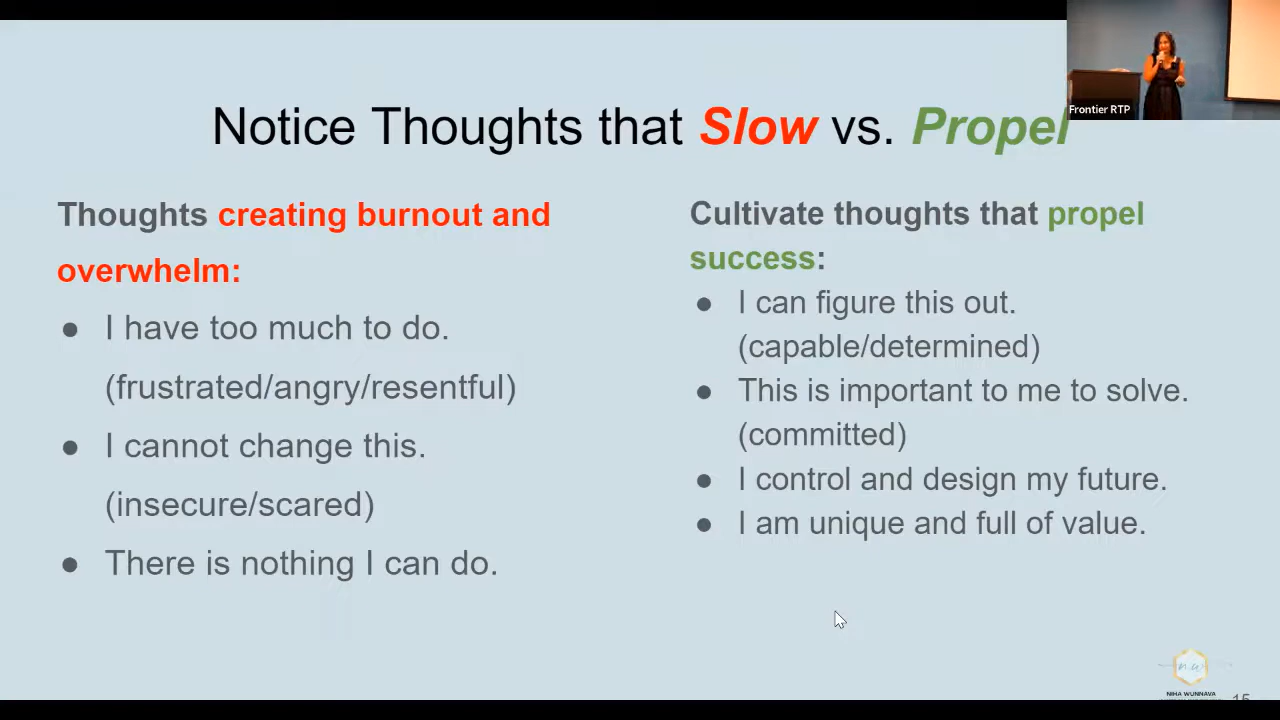 Frontier RTP
Notice Thoughts that Slow vs. Propel
Thoughts creating burnout and
overwhelm:
● I have too much to do.
(frustrated/angry/resentful)
● I cannot change this.
(insecure/scared)
● There is nothing I can do.
Cultivate thoughts that propel
success:
● I can figure this out.
(capable/determined)
● This is important to me to solve.
(committed)
● I control and design my future.
● I am unique and full of value.
NIHA WUNNAVA
15